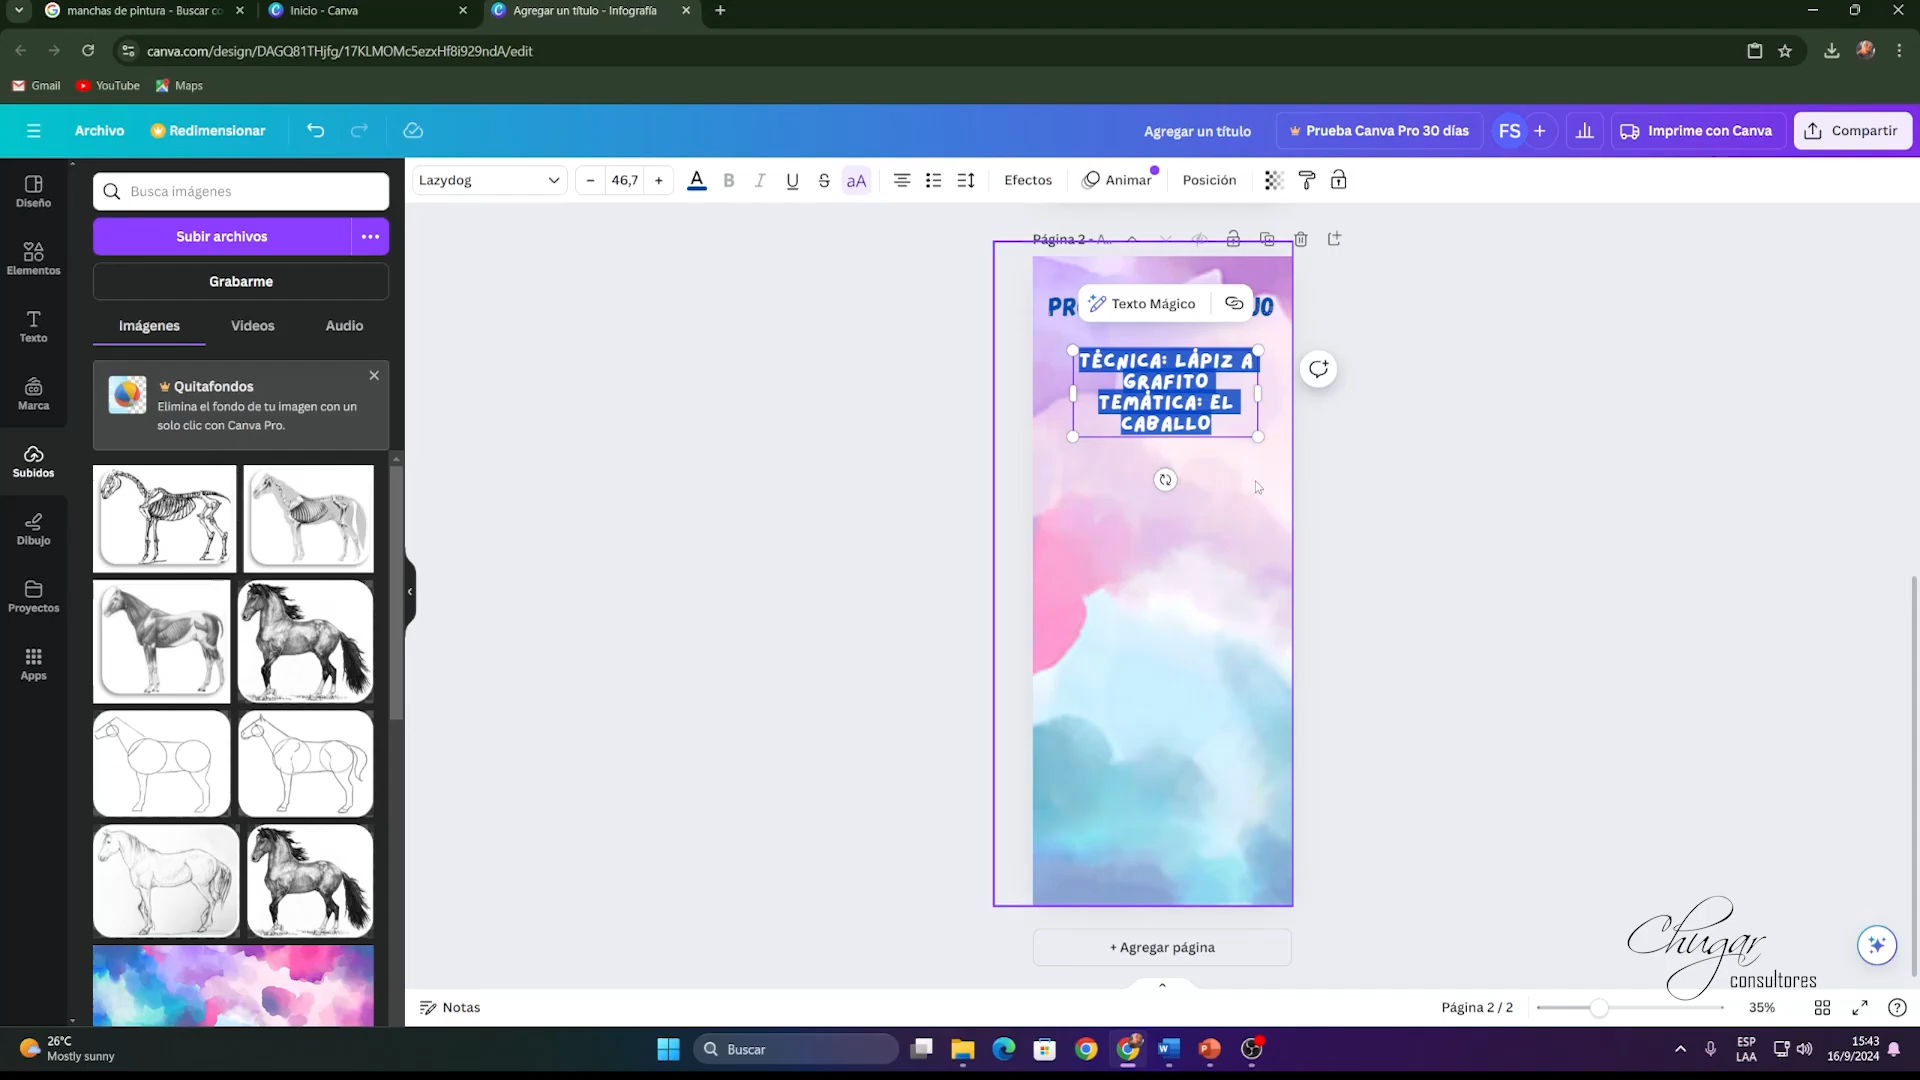 manchas de pintura - Buscar co
Inicio - Canva
Agregar un título - Infografía
canva.com/design/DAGQ81THjfg/17KLMOMc5ezxHf8i929ndA/edit
Gmail
YouTube
Maps
Archivo
Redimensionar
Agregar un título
Prueba Canva Pro 30 días
FS
Imprime con Canva
Compartir
Diseño
Elementos
Texto
Marca
Subidos
Dibujo
Proyectos
Apps
Busca imágenes
Subir archivos
Grabarme
Imágenes
Videos
Audio
Quitafondos
Elimina el fondo de tu imagen con un
solo clic con Canva Pro.
Lazydog
46,7
A
B
I
U
S
aA
Efectos
Animar
Posición
Página 2 - A...
Texto Mágico
TÉCNICA: LÁPIZ A
GRAFITO
TEMÁTICA: EL
CABALLO
+ Agregar página
Chugar
consultores
Notas
Página 2 / 2
35%
26°C
Mostly sunny
Buscar
ESP
LAA
15:43
16/9/2024